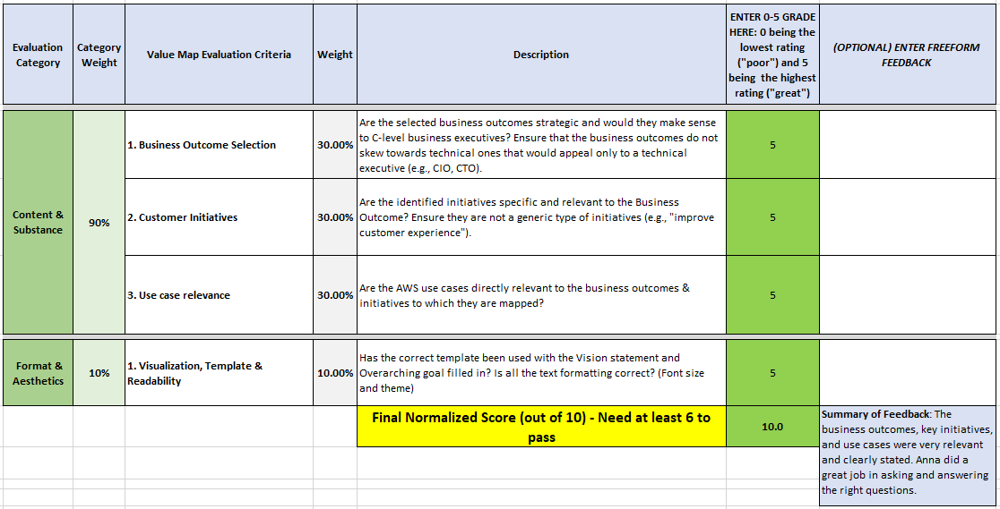 Evaluation
Category
Category
Weight
Value Map Evaluation Criteria
Weight
Description
ENTER 0-5 GRADE
HERE: 0 being the
lowest rating
("poor") and 5
being the highest
rating ("great")
(OPTIONAL) ENTER FREEFORM
FEEDBACK
Content &
Substance
90%
1. Business Outcome Selection
30.00%
Are the selected business outcomes strategic and would they make sense
to C-level business executives? Ensure that the business outcomes do not
skew towards technical ones that would appeal only to a technical
executive (e.g., CIO, CTO).
5
2. Customer Initiatives
30.00%
Are the identified initiatives specific and relevant to the Business
Outcome? Ensure they are not a generic type of initiatives (e.g., "improve
customer experience").
5
3. Use case relevance
30.00%
Are the AWS use cases directly relevant to the business outcomes &
initiatives to which they are mapped?
5
Format &
Aesthetics
10%
1. Visualization, Template &
Readability
10.00%
Has the correct template been used with the Vision statement and
Overarching goal filled in? Is all the text formatting correct? (Font size
and theme)
5
Final Normalized Score (out of 10) - Need at least 6 to
pass
10.0
Summary of Feedback: The
business outcomes, key initiatives,
and use cases were very relevant
and clearly stated. Anna did a
great job in asking and answering
the right questions.